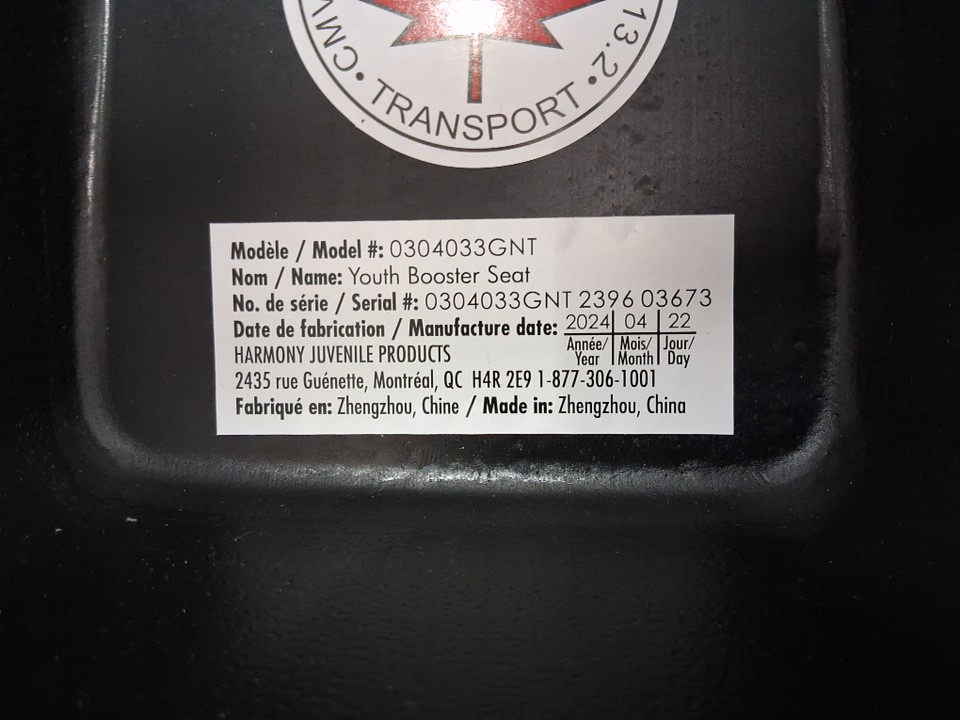 TRANSPORT
13.2
Modèle / Model #: 0304033GNT
Nom / Name: Youth Booster Seat
No. de série / Serial #: 0304033GNT 2396 03673
Date de fabrication / Manufacture date: 2024 04 22
Année/ Year Mois/ Month Jour/ Day
HARMONY JUVENILE PRODUCTS
2435 rue Guénette, Montréal, QC H4R 2E9 1-877-306-1001
Fabriqué en: Zhengzhou, Chine / Made in: Zhengzhou, China